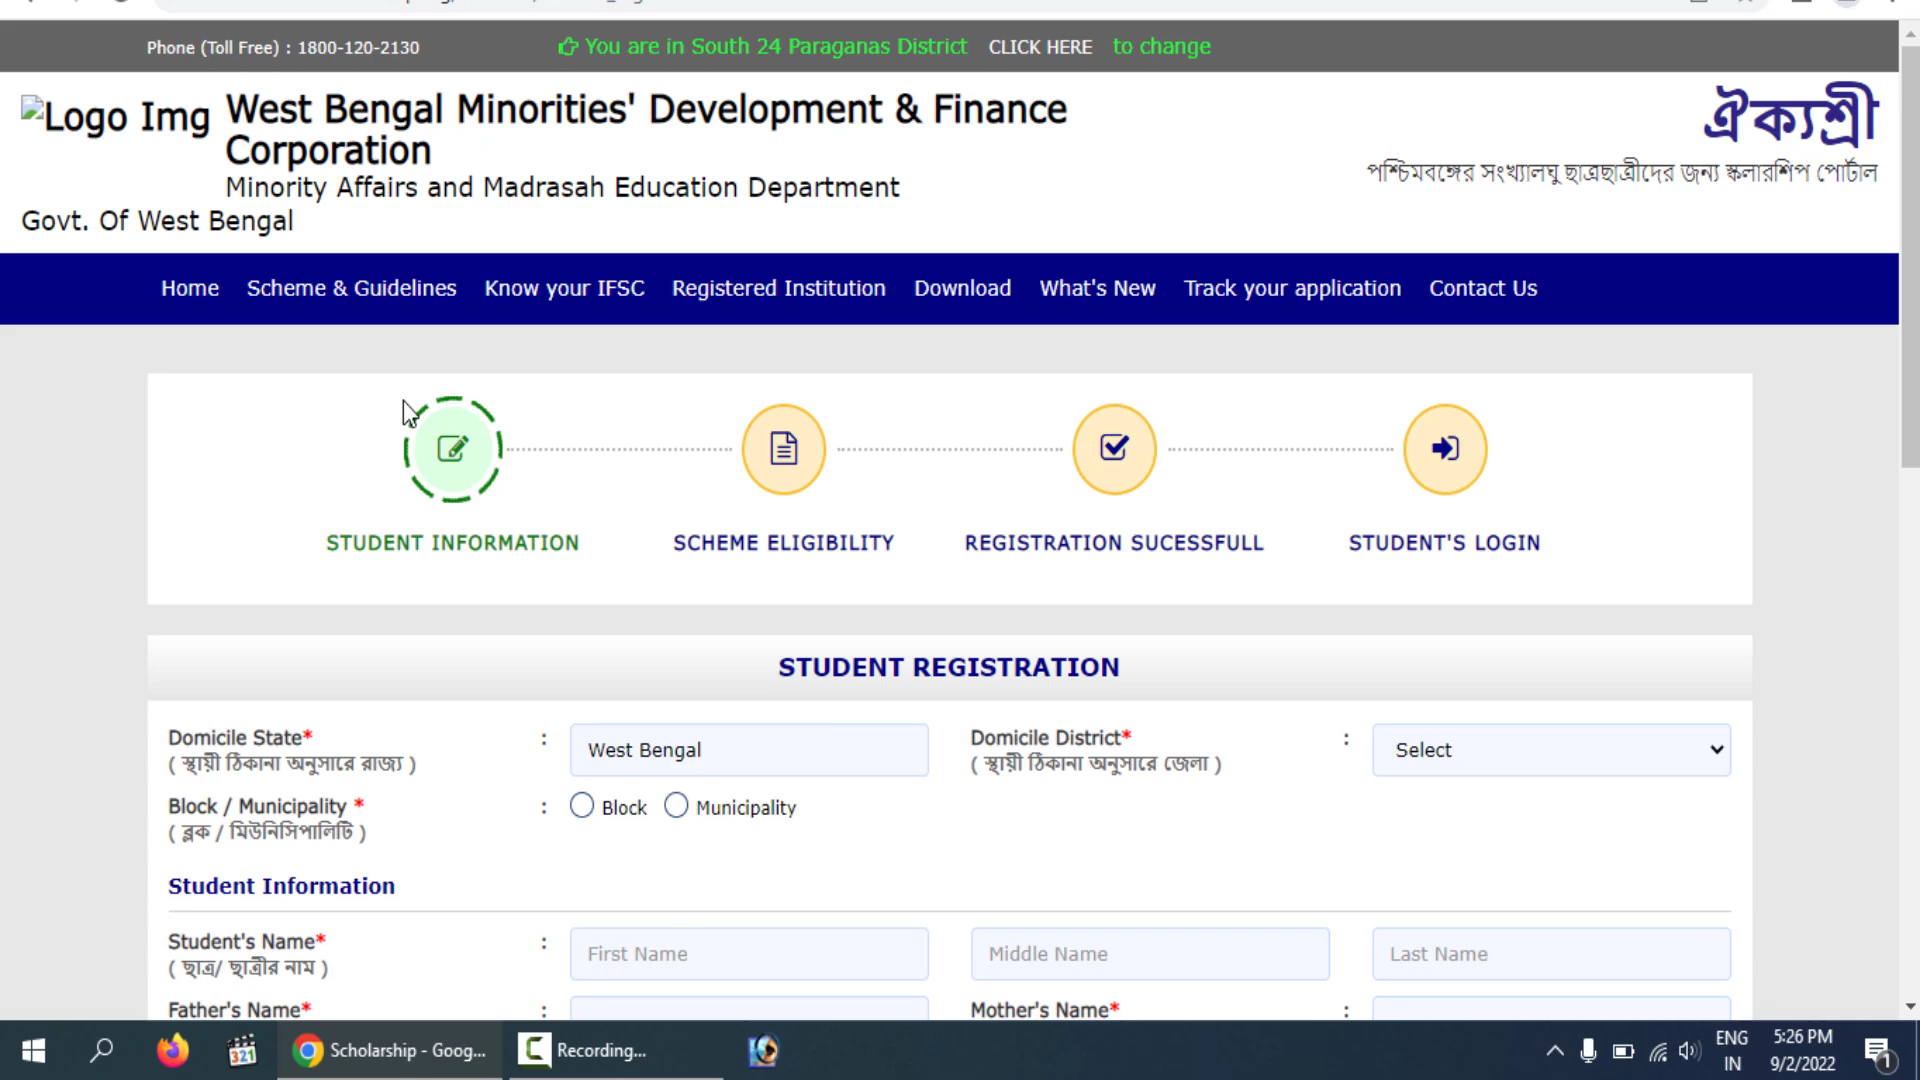 Phone (Toll Free) : 1800-120-2130
You are in South 24 Paraganas District CLICK HERE to change
Logo Img
West Bengal Minorities' Development & Finance
Corporation
Minority Affairs and Madrasah Education Department
Govt. Of West Bengal
ঐক্যশ্রী
পশ্চিমবঙ্গের সংখ্যালঘু ছাত্রছাত্রীদের জন্য স্কলারশিপ পোর্টাল
Home Scheme & Guidelines Know your IFSC Registered Institution Download What's New Track your application Contact Us
STUDENT INFORMATION SCHEME ELIGIBILITY REGISTRATION SUCESSFULL STUDENT'S LOGIN
STUDENT REGISTRATION
Domicile State* : West Bengal Domicile District* : Select
( স্থায়ী ঠিকানা অনুসারে রাজ্য ) ( স্থায়ী ঠিকানা অনুসারে জেলা )
Block / Municipality * : Block Municipality
( ব্লক / মিউনিসিপালিটি )
Student Information
Student's Name* : First Name Middle Name Last Name
( ছাত্র/ ছাত্রীর নাম )
Father's Name* : Mother's Name* :
Scholarship - Goog... Recording... ENG 5:26 PM
IN 9/2/2022 1
321